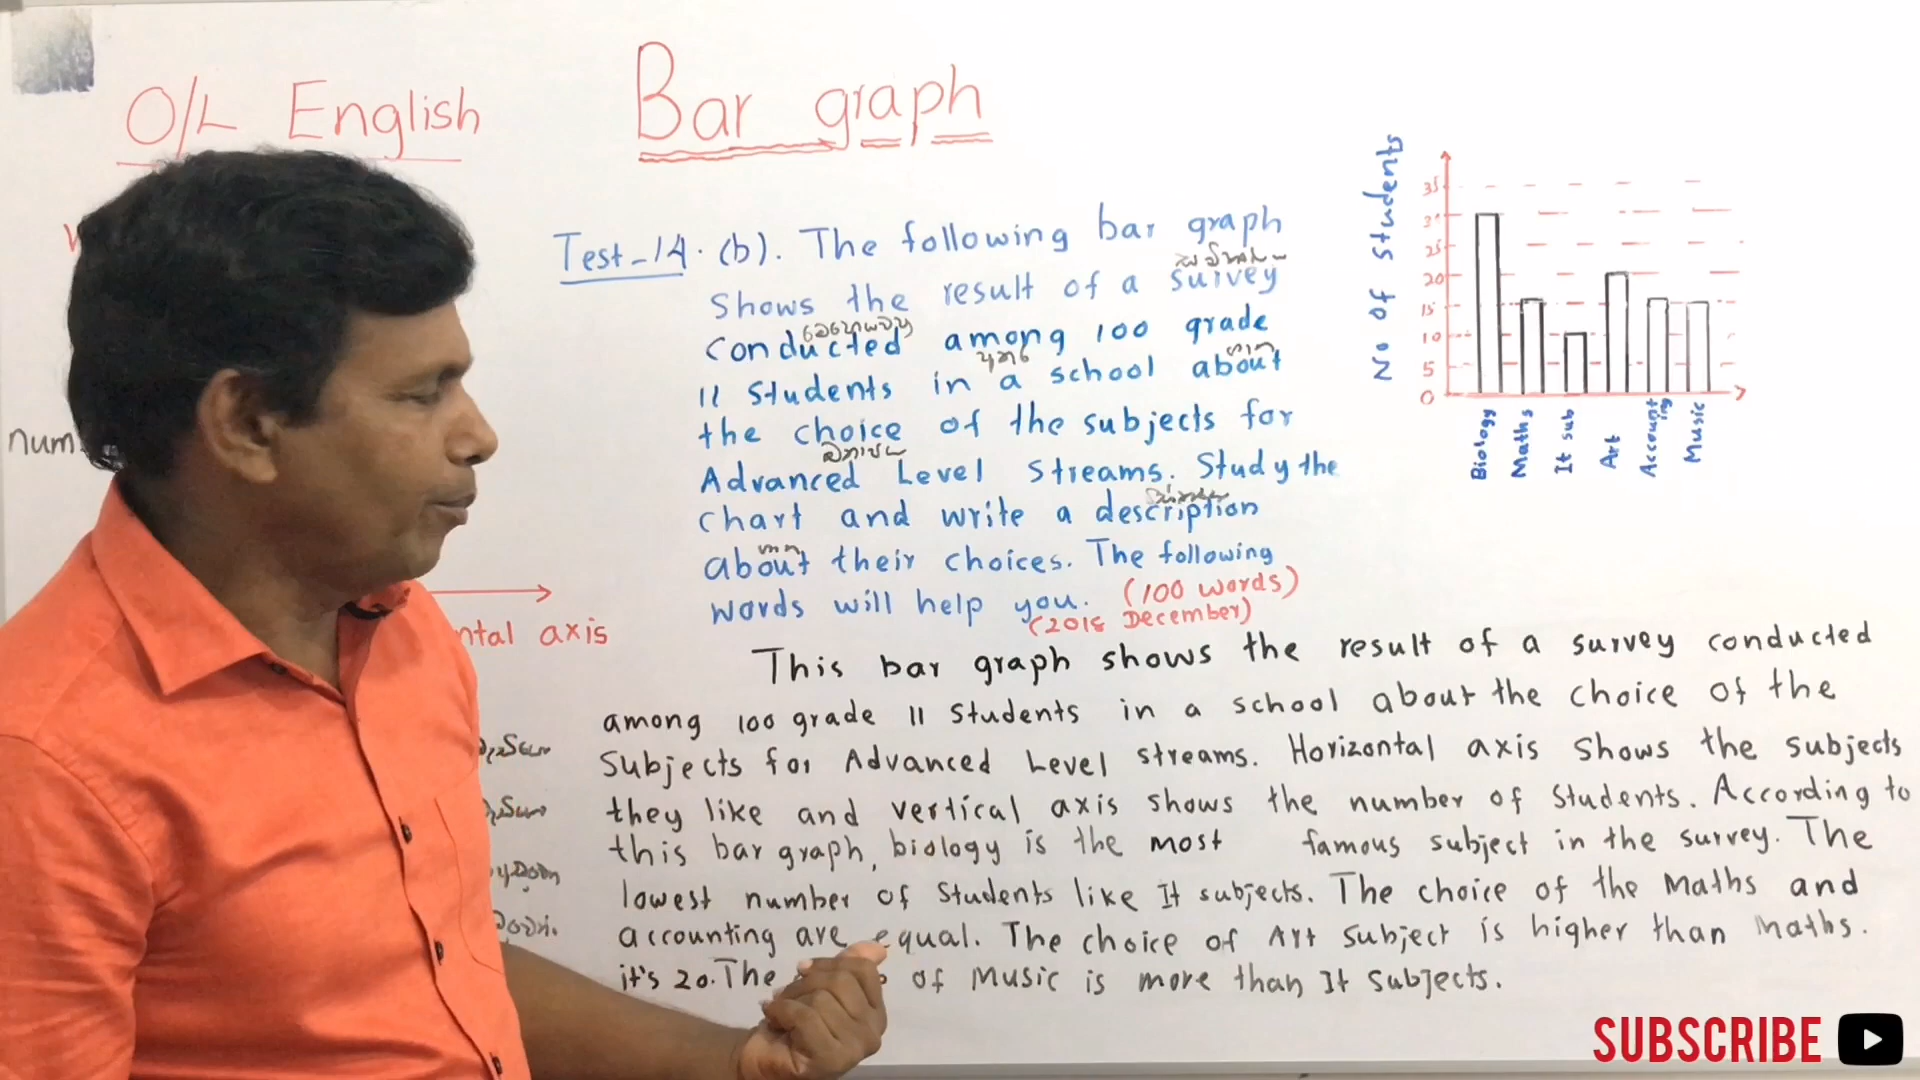 O/L English
Bar graph
Test-14. (b). The following bar graph
shows the result of a survey
conducted among 100 grade
11 students in a school about
the choice of the subjects for
Advanced Level Streams. Study the
chart and write a description
about their choices. The following
words will help you. (100 words)
December)
No of students
35
25
20
15
10
5
0
Biology
Maths
It sub
Art
Account
ing
Music
num
ntal axis
This bar graph shows the result of a survey conducted
among 100 grade 11 students in a school about the choice of the
Subjects for Advanced Level streams. Horizontal axis shows the subjects
they like and vertical axis shows the number of students. According to
this bar graph, biology is the most famous subject in the survey. The
lowest number of students like It subjects. The choice of the Maths and
accounting are equal. The choice of Art subject is higher than maths.
it's 20. The of Music is more than It subjects.
SUBSCRIBE